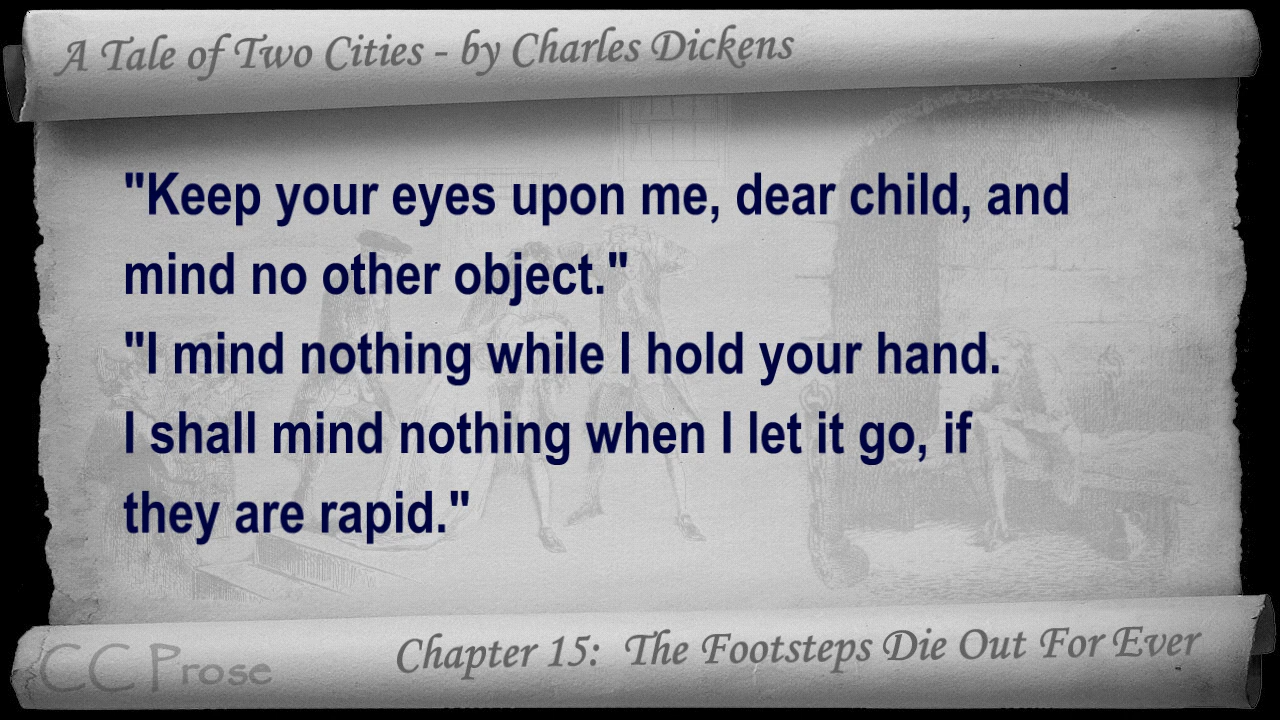 A Tale of Two Cities - by Charles Dickens
"Keep your eyes upon me, dear child, and
mind no other object."
"I mind nothing while I hold your hand.
I shall mind nothing when I let it go, if
they are rapid."
CC Prose
Chapter 15:  The Footsteps Die Out For Ever